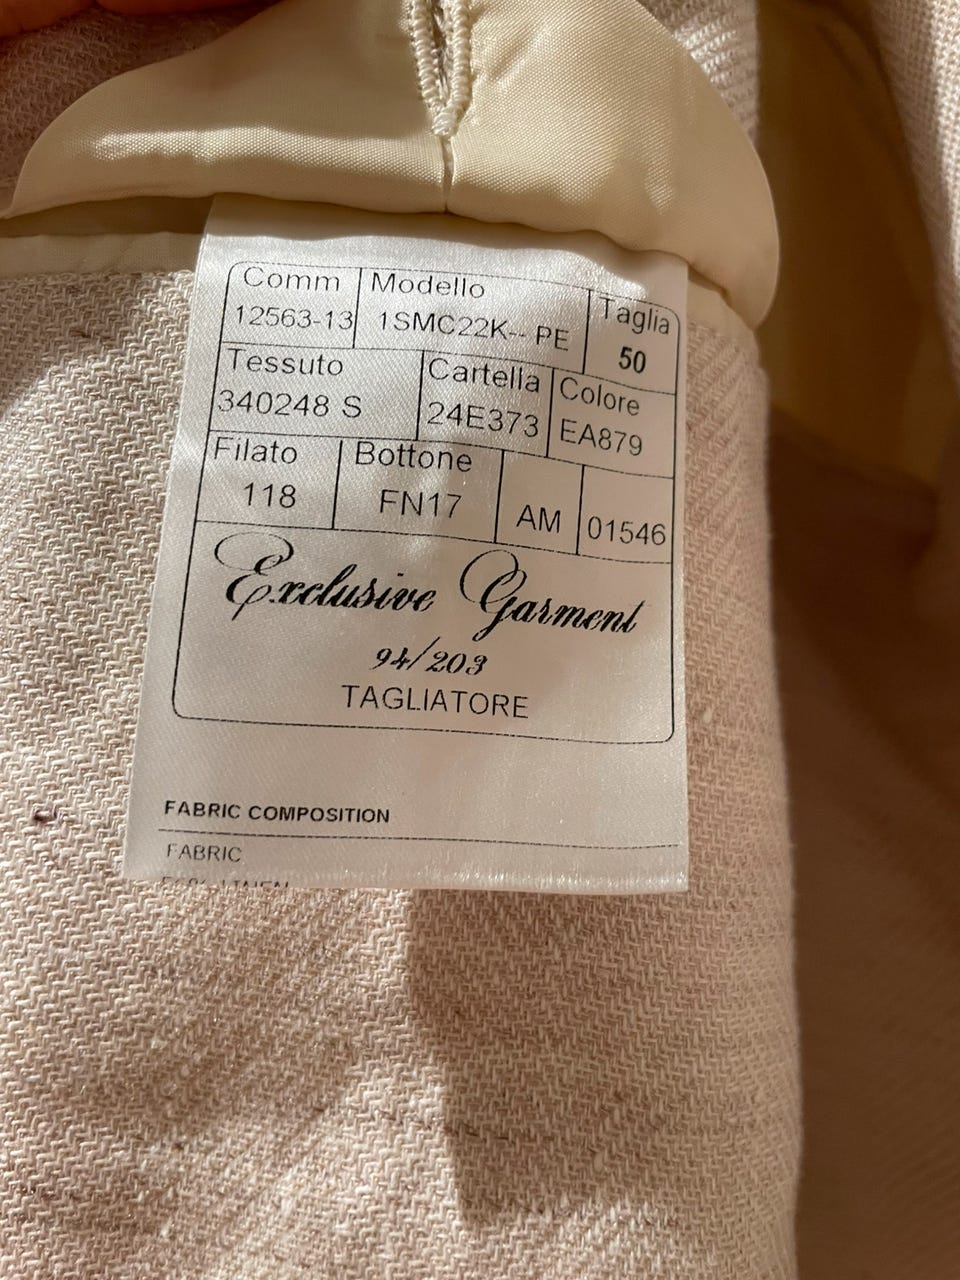 Comm Modello Taglia
12563-13 1SMC22K-- PE 50
Tessuto Cartella Colore
340248 S 24E373 EA879
Filato Bottone
118 FN17 AM 01546
Exclusive Garment
94/203
TAGLIATORE
FABRIC COMPOSITION
FABRIC
LINEN